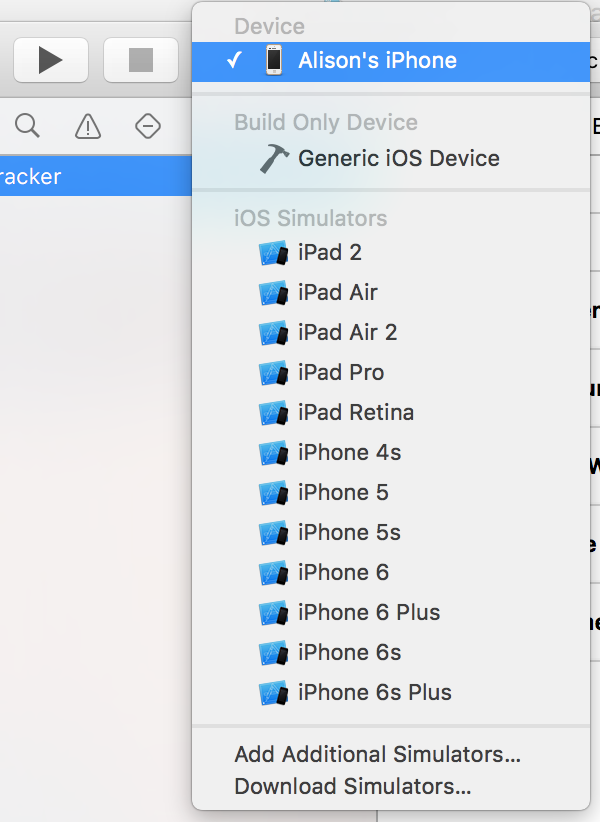 Device
✓ Alison's iPhone
Build Only Device
Generic iOS Device
racker
iOS Simulators
iPad 2
iPad Air
iPad Air 2
iPad Pro
iPad Retina
iPhone 4s
iPhone 5
iPhone 5s
iPhone 6
iPhone 6 Plus
iPhone 6s
iPhone 6s Plus
Add Additional Simulators...
Download Simulators...